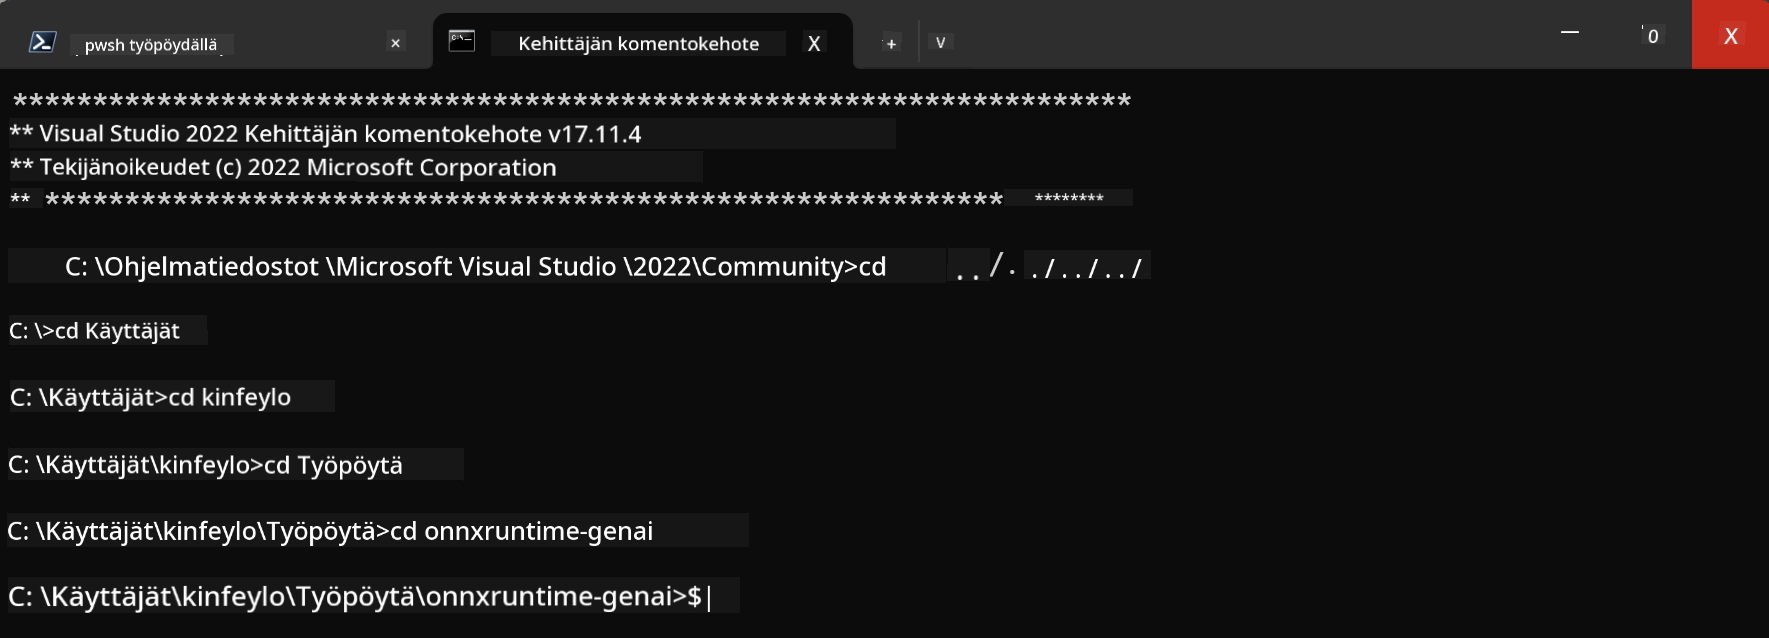 pwsh työpöydällä × Kehittäjän komentokehote X + v — 0 X
**********************************************************************
** Visual Studio 2022 Kehittäjän komentokehote v17.11.4
** Tekijänoikeudet (c) 2022 Microsoft Corporation
** ************************************************************ ********
C: \Ohjelmatiedostot \Microsoft Visual Studio \2022\Community>cd ../../../../
C: \>cd Käyttäjät
C: \Käyttäjät>cd kinfeylo
C: \Käyttäjät\kinfeylo>cd Työpöytä
C: \Käyttäjät\kinfeylo\Työpöytä>cd onnxruntime-genai
C: \Käyttäjät\kinfeylo\Työpöytä\onnxruntime-genai>$|